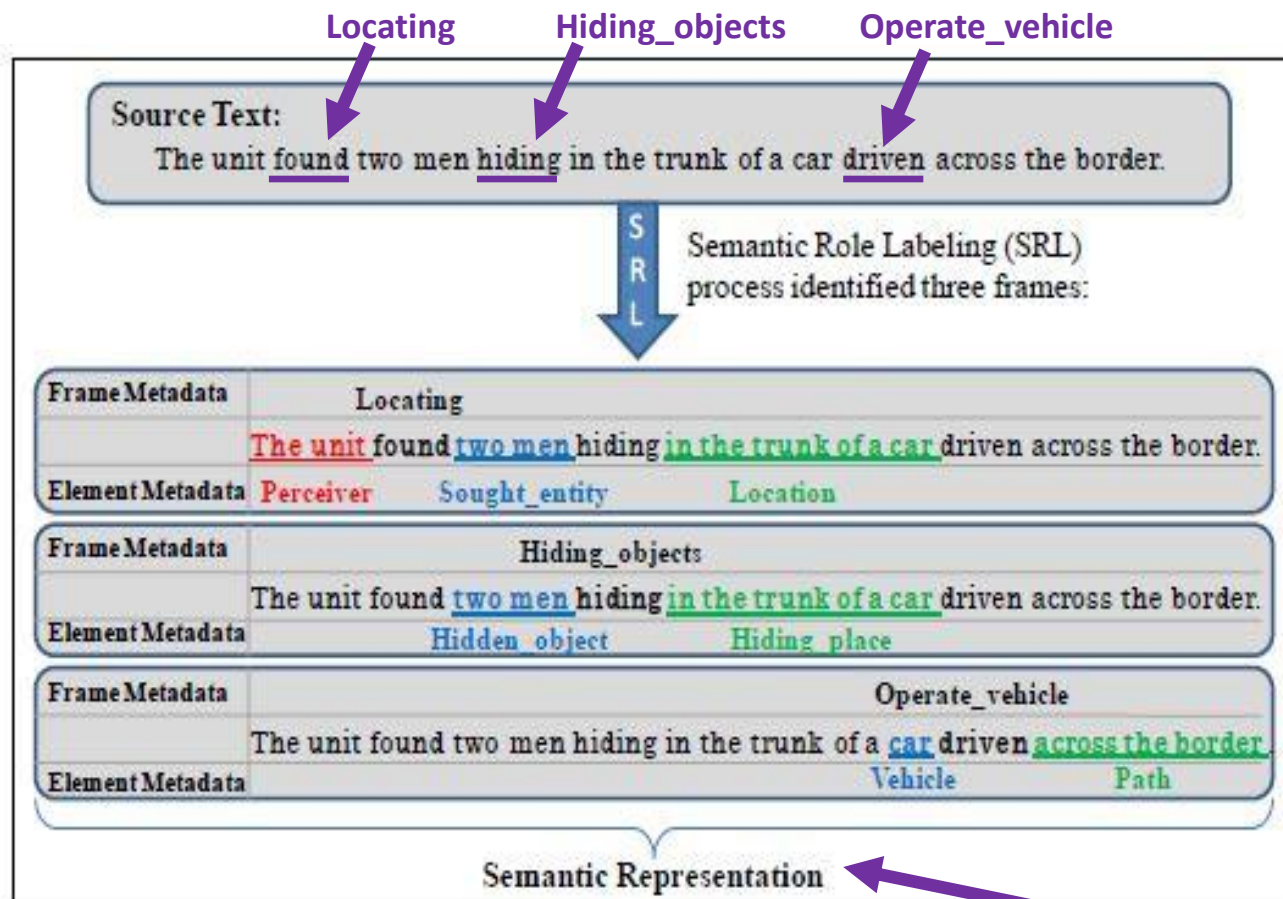 Locating Hiding_objects Operate_vehicle
Source Text:
The unit found two men hiding in the trunk of a car driven across the border.
S
R
L
Semantic Role Labeling (SRL)
process identified three frames:
Frame Metadata Locating
The unit found two men hiding in the trunk of a car driven across the border.
Element Metadata Perceiver Sought_entity Location
Frame Metadata Hiding_objects
The unit found two men hiding in the trunk of a car driven across the border.
Element Metadata Hidden_object Hiding_place
Frame Metadata Operate_vehicle
The unit found two men hiding in the trunk of a car driven across the border
Element Metadata Vehicle Path
Semantic Representation